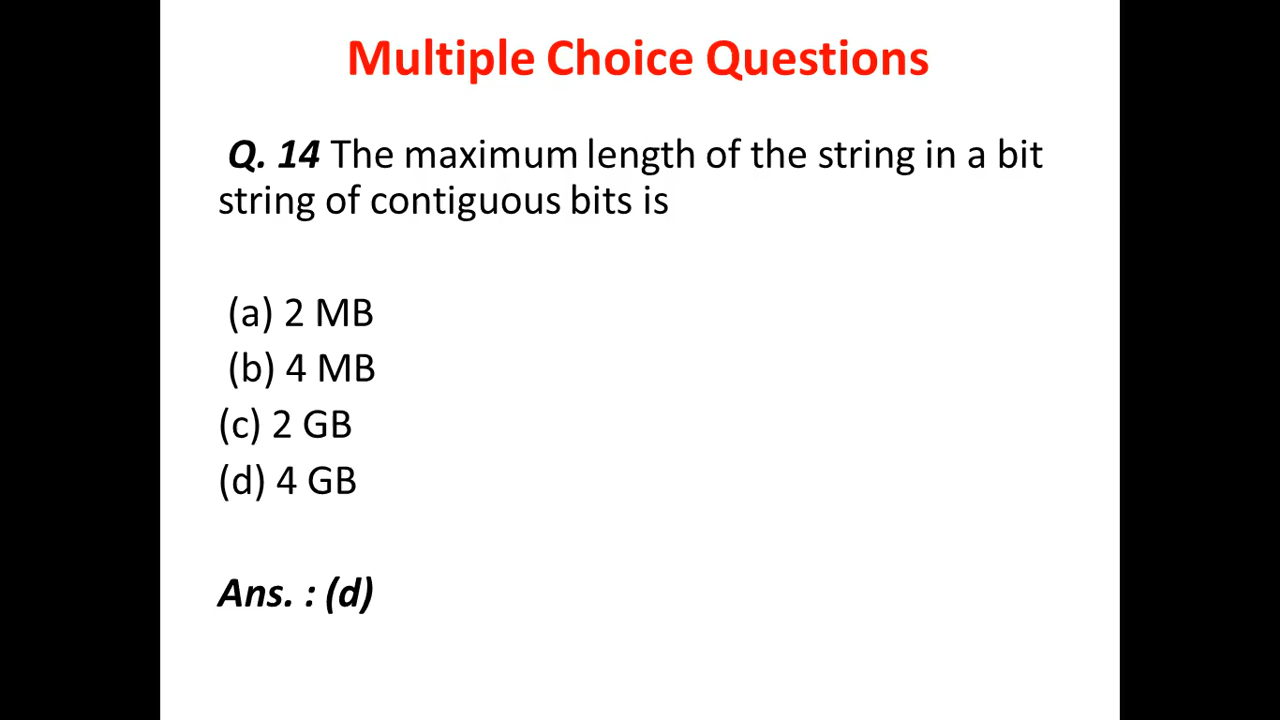 Multiple Choice Questions
Q. 14 The maximum length of the string in a bit
string of contiguous bits is
(a) 2 MB
(b) 4 MB
(c) 2 GB
(d) 4 GB
Ans. : (d)